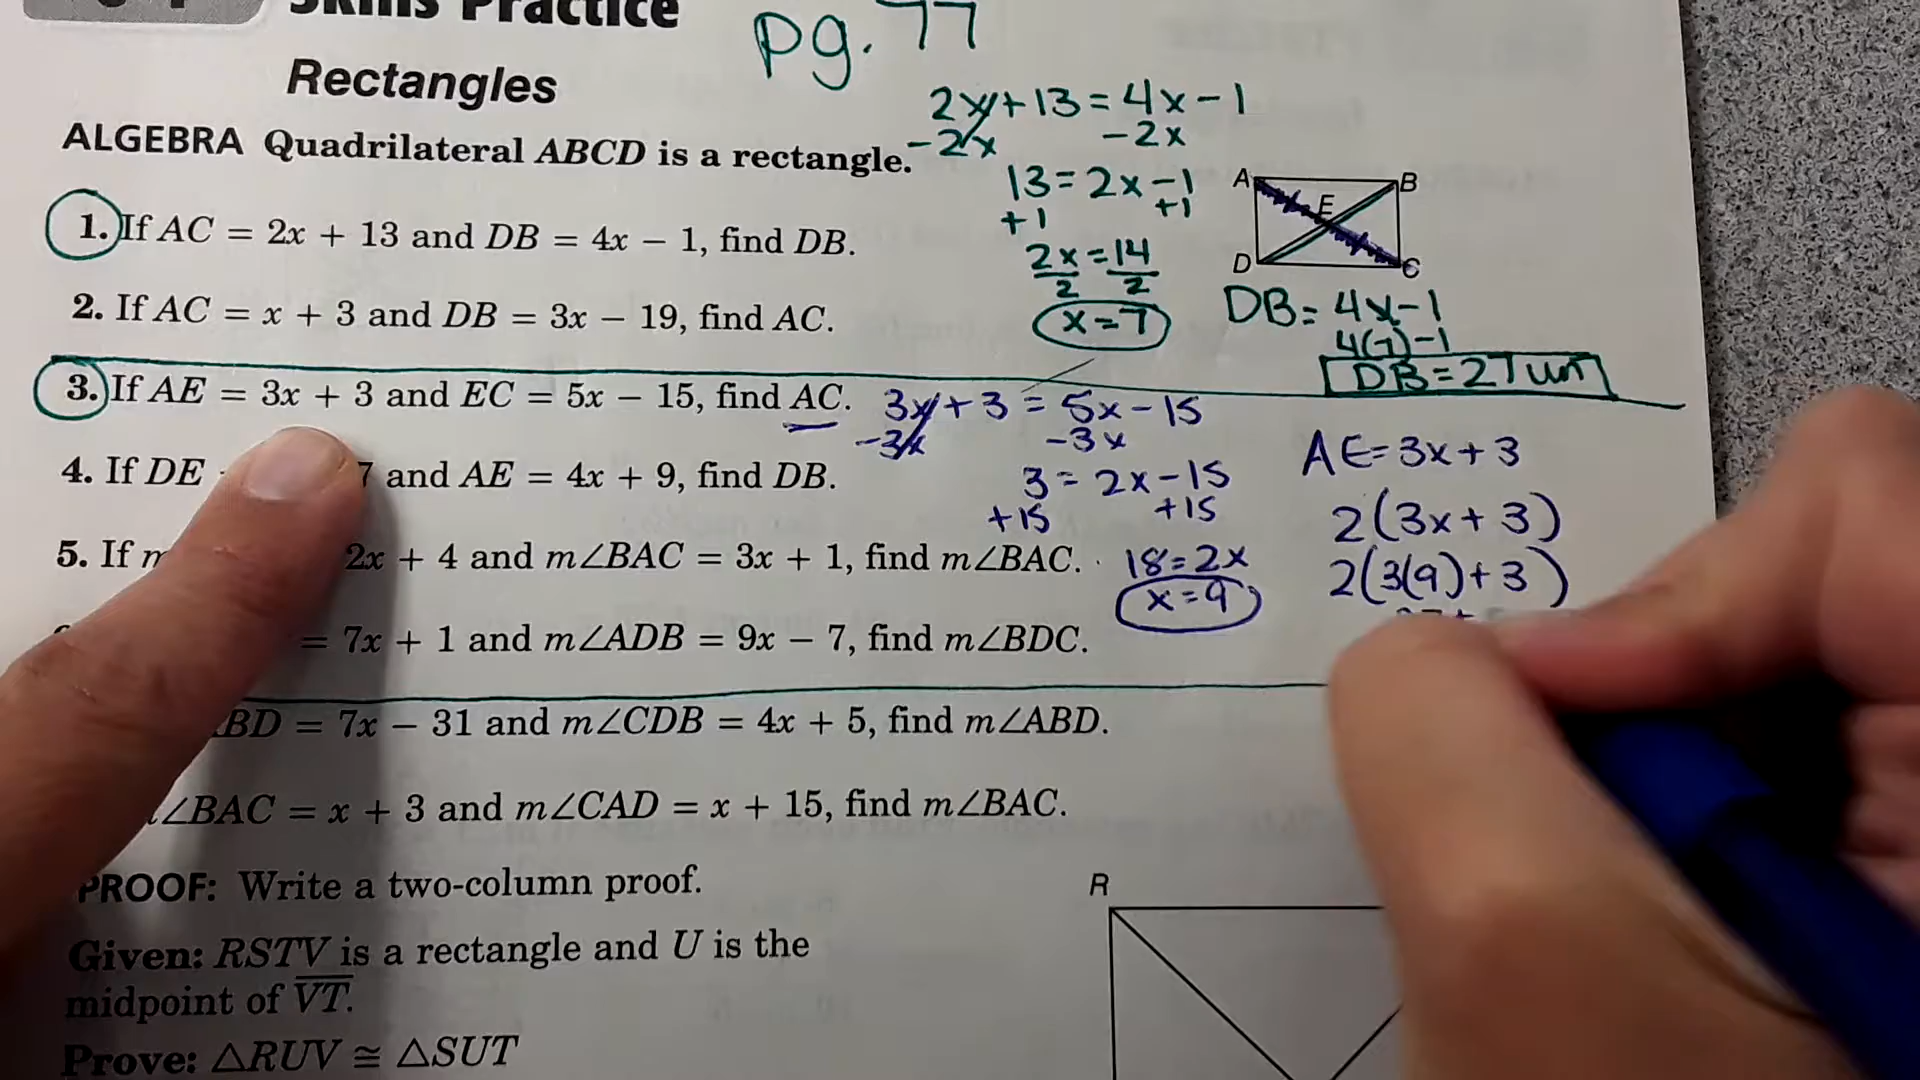 Skills Practice
pg. 77
Rectangles
ALGEBRA Quadrilateral ABCD is a rectangle.
1. If AC = 2x + 13 and DB = 4x − 1, find DB.
2. If AC = x + 3 and DB = 3x − 19, find AC.
3. If AE = 3x + 3 and EC = 5x − 15, find AC.
4. If DE 7 and AE = 4x + 9, find DB.
5. If m 2x + 4 and m∠BAC = 3x + 1, find m∠BAC.
= 7x + 1 and m∠ADB = 9x − 7, find m∠BDC.
BD = 7x − 31 and m∠CDB = 4x + 5, find m∠ABD.
∠BAC = x + 3 and m∠CAD = x + 15, find m∠BAC.
PROOF: Write a two-column proof.
Given: RSTV is a rectangle and U is the
midpoint of VT.
Prove: △RUV ≅ △SUT
2x+13=4x−1
−2x −2x
13=2x−1
+1 +1
2x=14
2 2
x=7
A B
E
D C
DB=4x−1
4(7)−1
DB=27un
3x+3=5x−15
−3x −3x
3=2x−15
+15 +15
18=2x
x=9
AE=3x+3
2(3x+3)
2(3(9)+3)
R